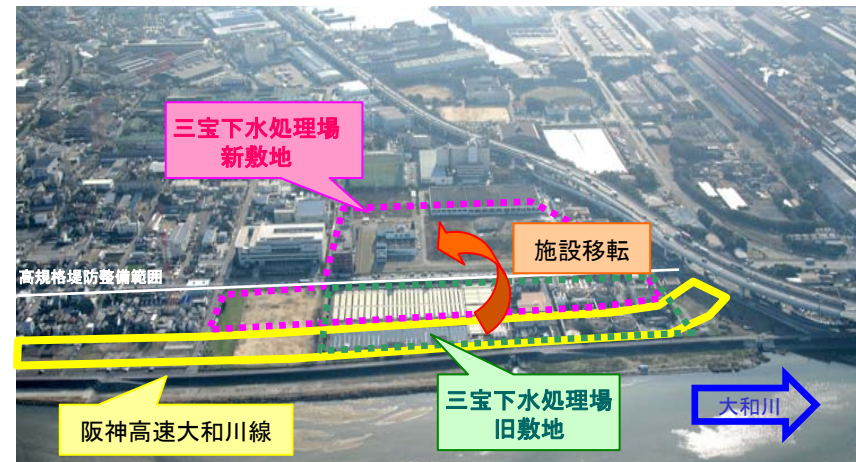 三宝下水処理場
新敷地
施設移転
高規格堤防整備範囲
三宝下水処理場
旧敷地
大和川
阪神高速大和川線